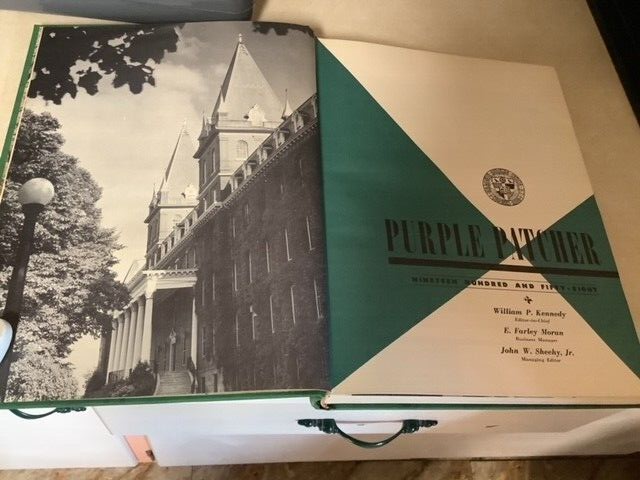 PURPLE PATCHER
NINETEEN HUNDRED AND FIFTY-EIGHT
William P. Kennedy
Editor-in-Chief
E. Farley Moran
Business Manager
John W. Sheehy, Jr.
Managing Editor